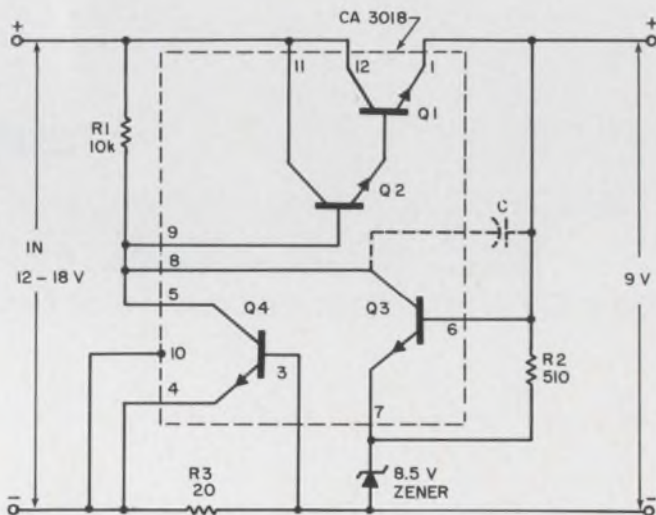 CA 3018
+
+
11
12
1
Q1
R1
10k
Q2
C
9
8
IN
12 – 18 V
5
Q4
Q3
6
9 V
10
3
R2
510
4
7
R3
20
8.5 V
ZENER
–
–